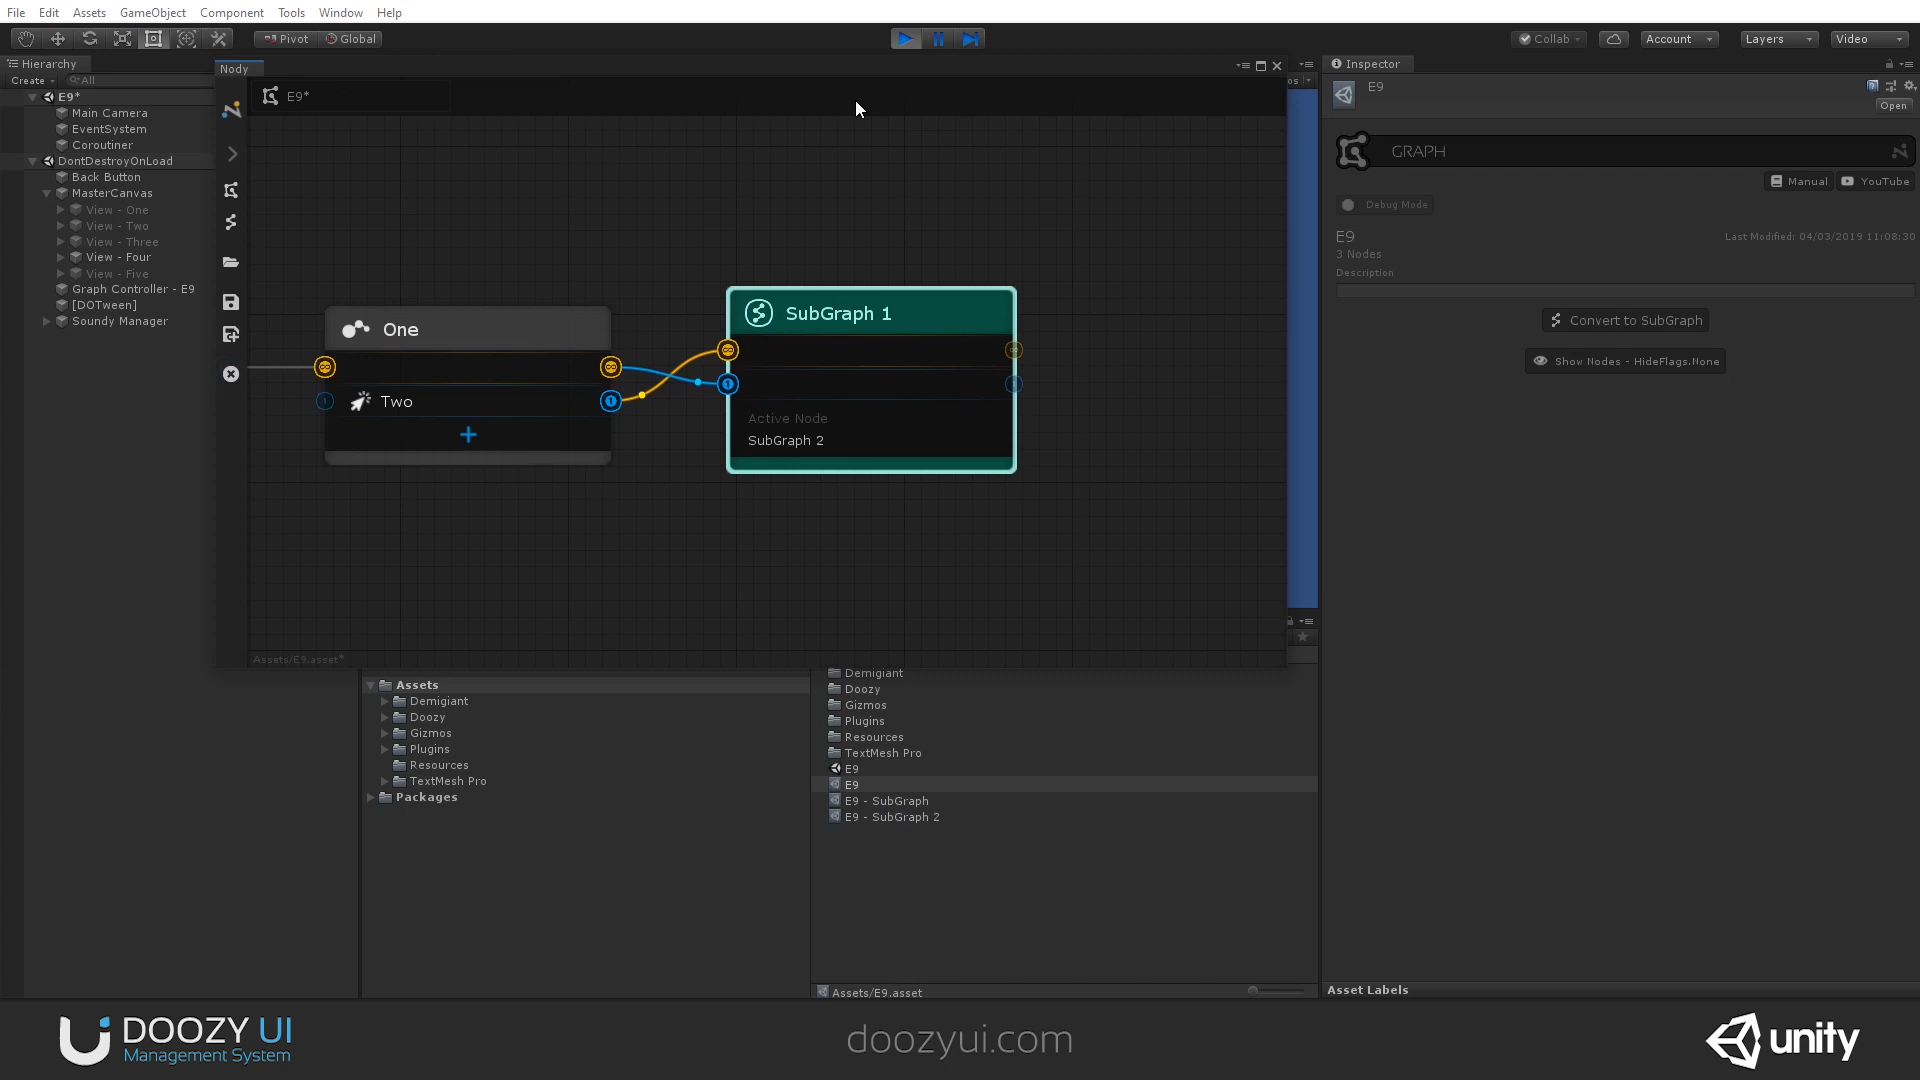 File Edit Assets GameObject Component Tools Window Help
Pivot Global Collab Account Layers Video
Hierarchy
Create All
E9*
Main Camera
EventSystem
Coroutiner
DontDestroyOnLoad
Back Button
MasterCanvas
View - One
View - Two
View - Three
View - Four
View - Five
Graph Controller - E9
[DOTween]
Soundy Manager
Nody
E9*
One
Two
SubGraph 1
Active Node
SubGraph 2
Assets/E9.asset*
Assets
Demigiant
Doozy
Gizmos
Plugins
Resources
TextMesh Pro
Packages
Demigiant
Doozy
Gizmos
Plugins
Resources
TextMesh Pro
E9
E9
E9 - SubGraph
E9 - SubGraph 2
Assets/E9.asset
Inspector
E9
Open
GRAPH
Manual YouTube
Debug Mode
E9
Last Modified: 04/03/2019 11:08:30
3 Nodes
Description
Convert to SubGraph
Show Nodes - HideFlags.None
Asset Labels
DOOZY UI
Management System
doozyui.com
unity